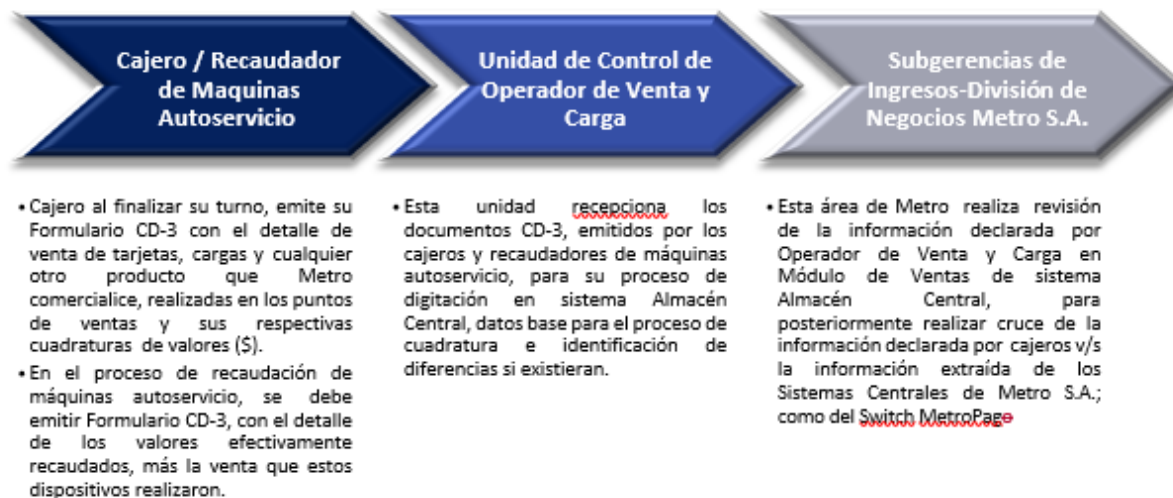 Cajero / Recaudador
de Maquinas
Autoservicio
• Cajero al finalizar su turno, emite su
Formulario CD-3 con el detalle de
venta de tarjetas, cargas y cualquier
otro producto que Metro
comercialice, realizadas en los puntos
de ventas y sus respectivas
cuadraturas de valores ($).
• En el proceso de recaudación de
máquinas autoservicio, se debe
emitir Formulario CD-3, con el detalle
de los valores efectivamente
recaudados, más la venta que estos
dispositivos realizaron.
Unidad de Control de
Operador de Venta y
Carga
• Esta unidad recepciona los
documentos CD-3, emitidos por los
cajeros y recaudadores de máquinas
autoservicio, para su proceso de
digitación en sistema Almacén
Central, datos base para el proceso de
cuadratura e identificación de
diferencias si existieran.
Subgerencias de
Ingresos-División de
Negocios Metro S.A.
• Esta área de Metro realiza revisión
de la información declarada por
Operador de Venta y Carga en
Módulo de Ventas de sistema
Almacén Central, para
posteriormente realizar cruce de la
información declarada por cajeros v/s
la información extraída de los
Sistemas Centrales de Metro S.A.;
como del Switch MetroPago